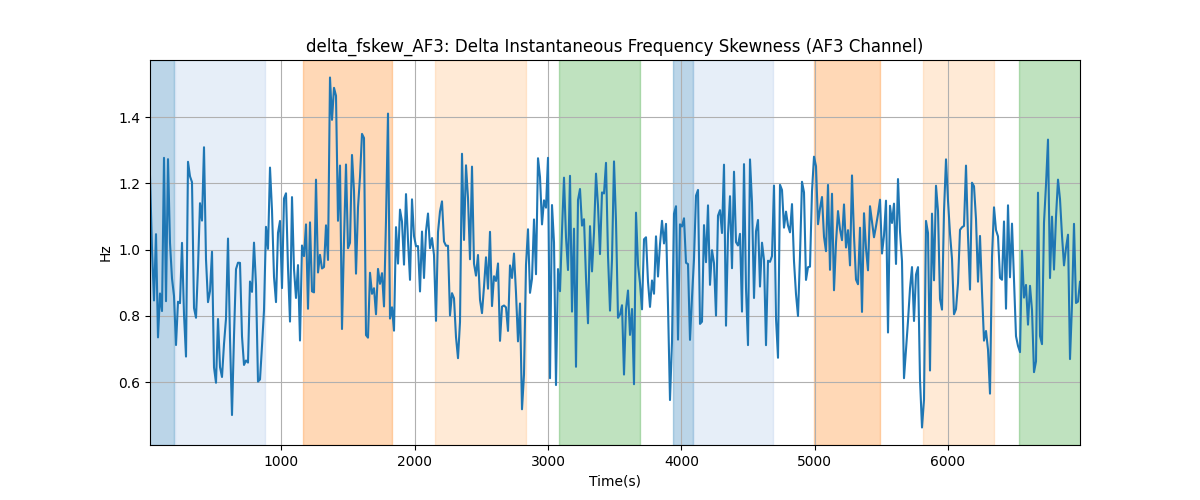 delta_fskew_AF3: Delta Instantaneous Frequency Skewness (AF3 Channel)
Hz
1.4
1.2
1.0
0.8
0.6
1000 2000 3000 4000 5000 6000
Time(s)